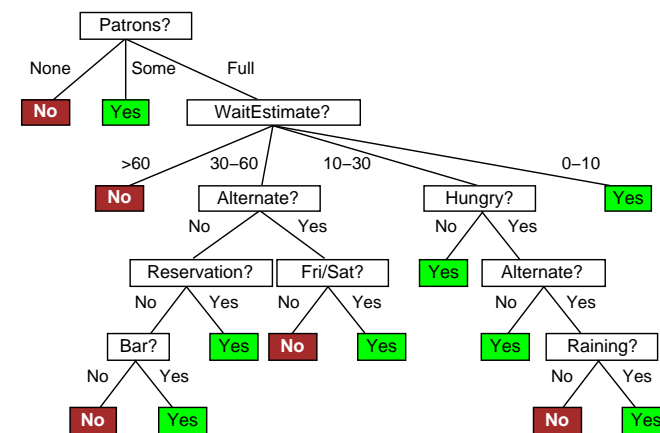 Patrons?
None Some Full
No Yes WaitEstimate?
>60 30–60 10–30 0–10
No Alternate? Hungry? Yes
No Yes No Yes
Reservation? Fri/Sat? Yes Alternate?
No Yes No Yes No Yes
Bar? Yes No Yes Yes Raining?
No Yes No Yes
No Yes No Yes